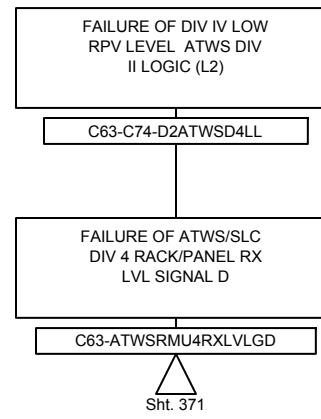 FAILURE OF DIV IV LOW
RPV LEVEL ATWS DIV
II LOGIC (L2)
C63-C74-D2ATWSD4LL
FAILURE OF ATWS/SLC
DIV 4 RACK/PANEL RX
LVL SIGNAL D
C63-ATWSRMU4RXLVLGD
Sht. 371